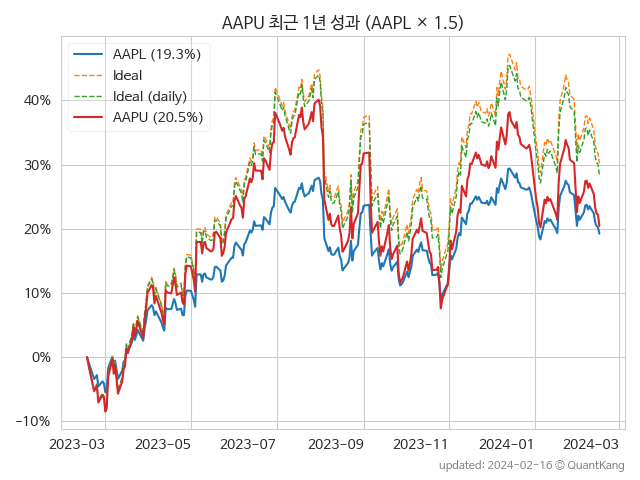 AAPU 최근 1년 성과 (AAPL × 1.5)
AAPL (19.3%)
Ideal
Ideal (daily)
AAPU (20.5%)
40%
30%
20%
10%
0%
−10%
2023-03 2023-05 2023-07 2023-09 2023-11 2024-01 2024-03
updated: 2024-02-16 © QuantKang